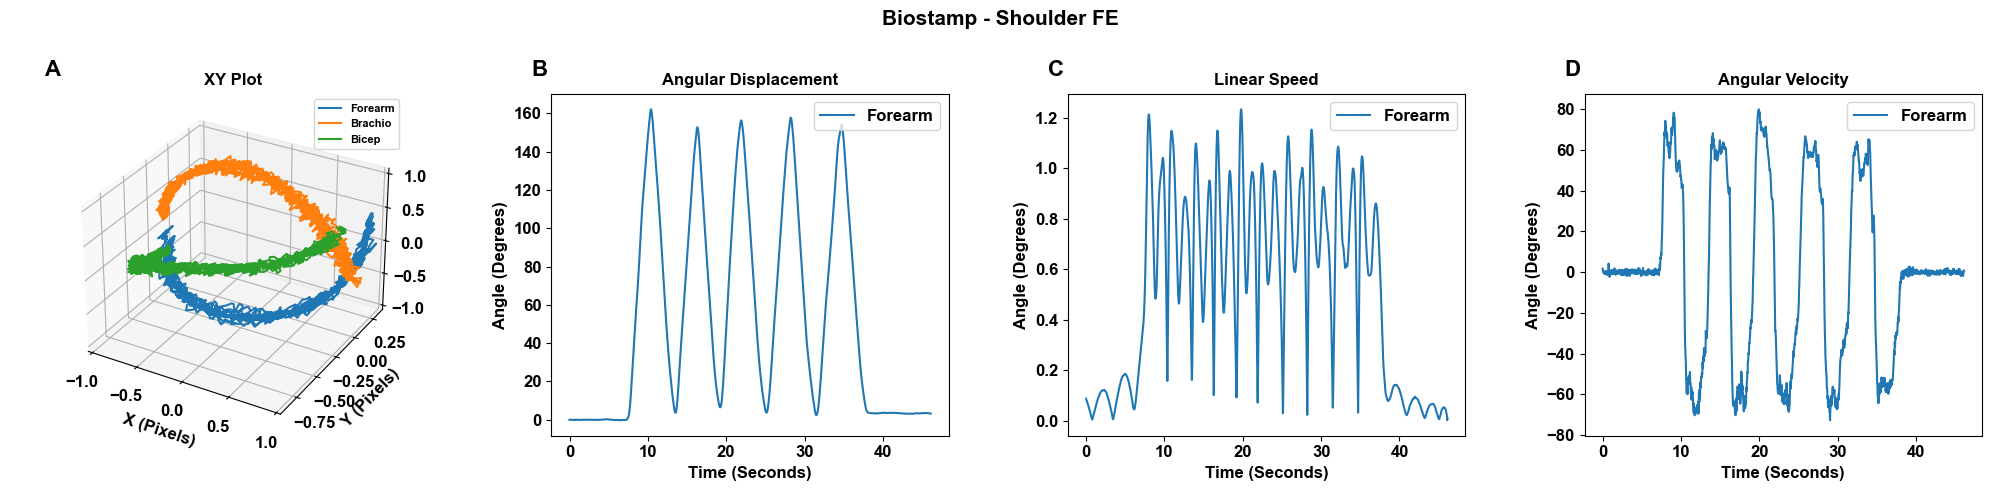 Biostamp - Shoulder FE
A
XY Plot
Forearm
Brachio
Bicep
1.0
0.5
0.0
−0.5
−1.0
0.25
0.00
−0.25
−0.50
−0.75
Y (Pixels)
−1.0
−0.5
0.0
0.5
1.0
X (Pixels)
B
Angular Displacement
Forearm
160
140
120
100
80
60
40
20
0
Angle (Degrees)
0 10 20 30 40
Time (Seconds)
C
Linear Speed
Forearm
1.2
1.0
0.8
0.6
0.4
0.2
0.0
Angle (Degrees)
0 10 20 30 40
Time (Seconds)
D
Angular Velocity
Forearm
80
60
40
20
0
−20
−40
−60
−80
Angle (Degrees)
0 10 20 30 40
Time (Seconds)